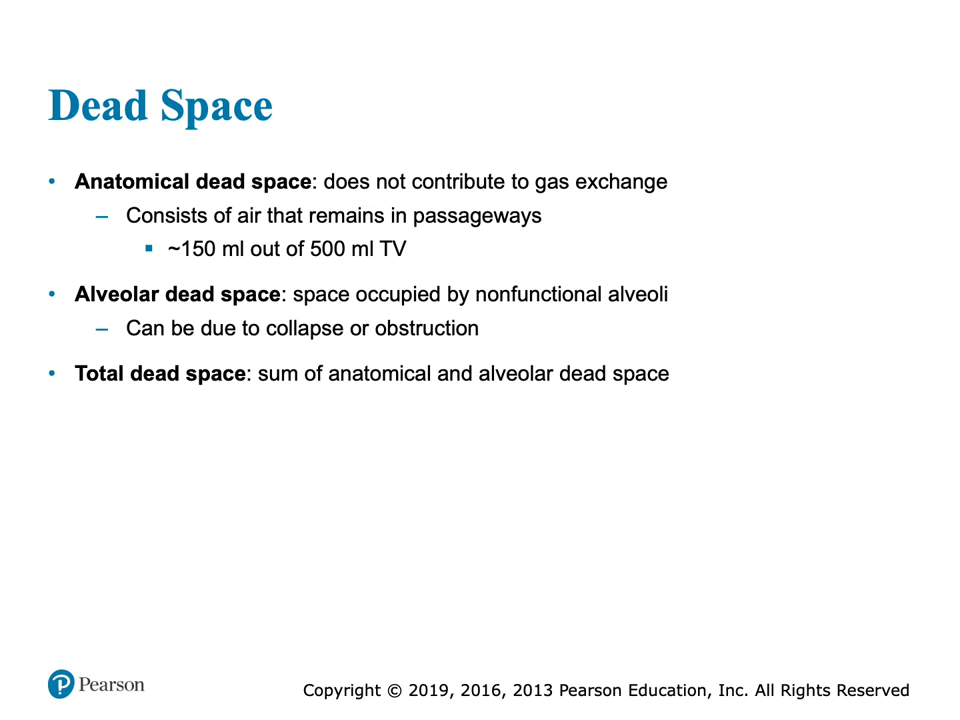 Dead Space
• Anatomical dead space: does not contribute to gas exchange
– Consists of air that remains in passageways
▪ ~150 ml out of 500 ml TV
• Alveolar dead space: space occupied by nonfunctional alveoli
– Can be due to collapse or obstruction
• Total dead space: sum of anatomical and alveolar dead space
Pearson
Copyright © 2019, 2016, 2013 Pearson Education, Inc. All Rights Reserved